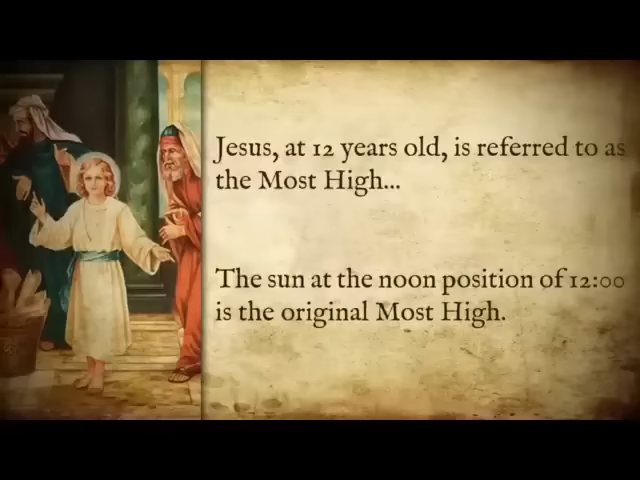 Jesus, at 12 years old, is referred to as
the Most High...
The sun at the noon position of 12:00
is the original Most High.